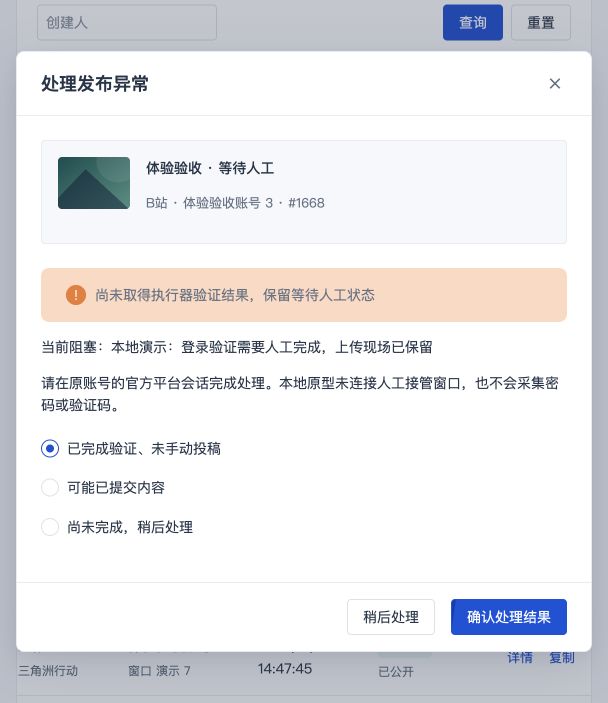 创建人
查询
重置
处理发布异常
体验验收 · 等待人工
B站 · 体验验收账号 3 · #1668
尚未取得执行器验证结果，保留等待人工状态
当前阻塞：本地演示：登录验证需要人工完成，上传现场已保留
请在原账号的官方平台会话完成处理。本地原型未连接人工接管窗口，也不会采集密
码或验证码。
已完成验证、未手动投稿
可能已提交内容
尚未完成，稍后处理
稍后处理
确认处理结果
三角洲行动
窗口 演示 7
14:47:45
已公开
详情
复制